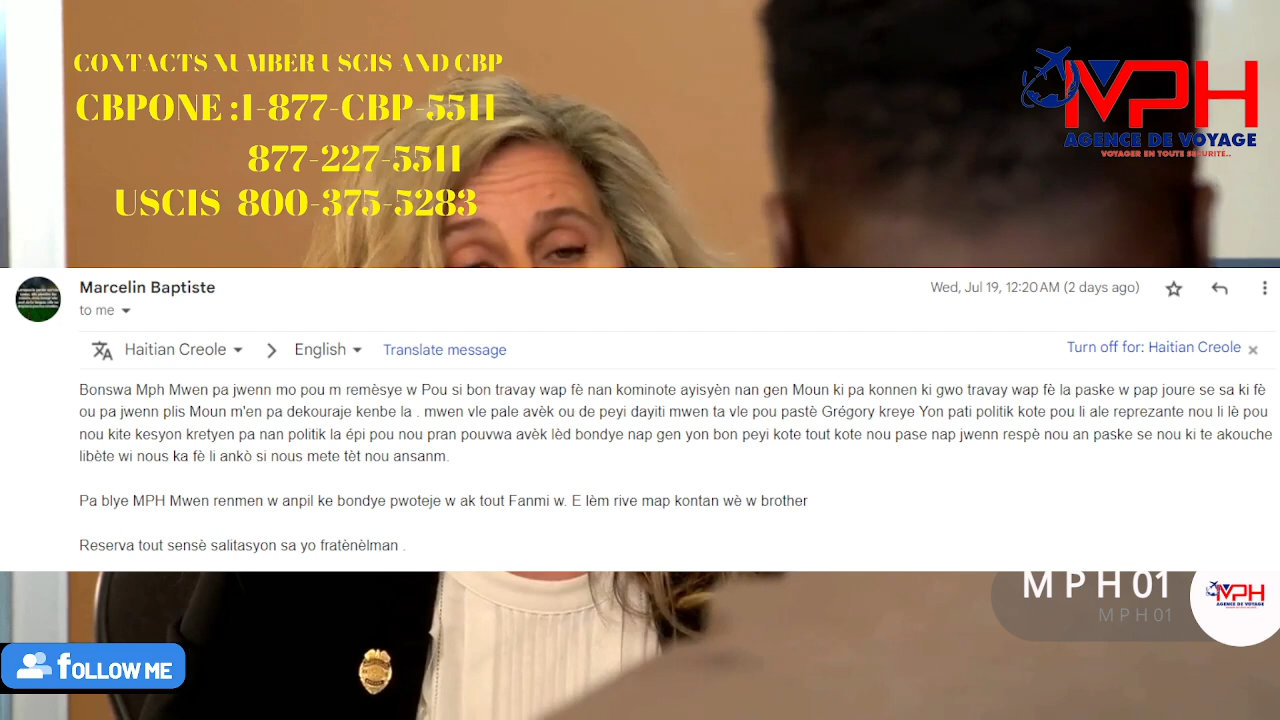 CONTACTS NUMBER USCIS AND CBP
CBPONE :1-877-CBP-5511
877-227-5511
USCIS 800-375-5283
MPH
AGENCE DE VOYAGE
VOYAGER EN TOUTE SECURITE..
Marcelin Baptiste
Wed, Jul 19, 12:20 AM (2 days ago)
to me
Haitian Creole > English Translate message
Turn off for: Haitian Creole ×
Bonswa Mph Mwen pa jwenn mo pou m remèsye w Pou si bon travay wap fè nan kominote ayisyèn nan gen Moun ki pa konnen ki gwo travay wap fè la paske w pap joure se sa ki fè
ou pa jwenn plis Moun m'en pa dekouraje kenbe la . mwen vle pale avèk ou de peyi dayiti mwen ta vle pou pastè Grégory kreye Yon pati politik kote pou li ale reprezante nou li lè pou
nou kite kesyon kretyen pa nan politik la épi pou nou pran pouvwa avèk lèd bondye nap gen yon bon peyi kote tout kote nou pase nap jwenn respè nou an paske se nou ki te akouche
libète wi nous ka fè li ankò si nous mete tèt nou ansanm.
Pa blye MPH Mwen renmen w anpil ke bondye pwoteje w ak tout Fanmi w. E lèm rive map kontan wè w brother
Reserva tout sensè salitasyon sa yo fratènèlman .
MPH01
MPH01
MPH
AGENCE DE VOYAGE
FOLLOW ME